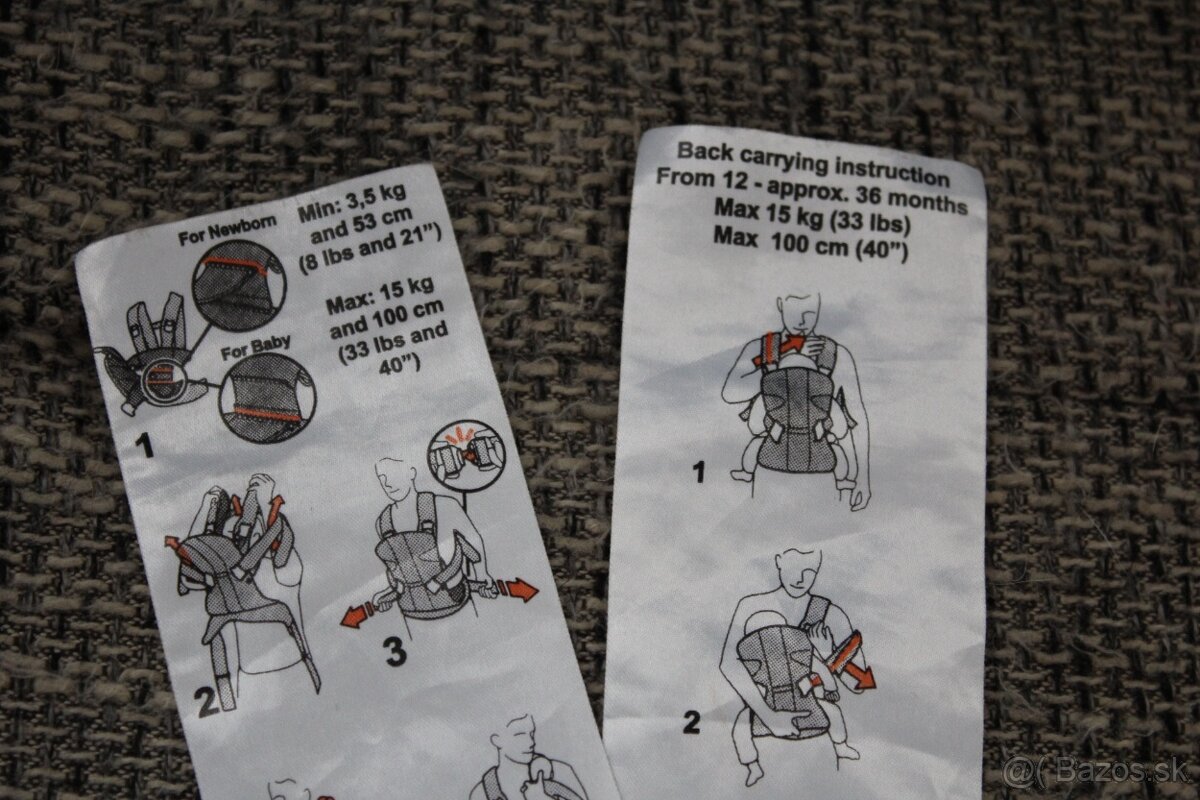 For Newborn
Min: 3,5 kg
and 53 cm
(8 lbs and 21”)
Max: 15 kg
and 100 cm
(33 lbs and
40”)
For Baby
1
2
3
Back carrying instruction
From 12 - approx. 36 months
Max 15 kg (33 lbs)
Max 100 cm (40”)
1
2
@( Bazos.sk